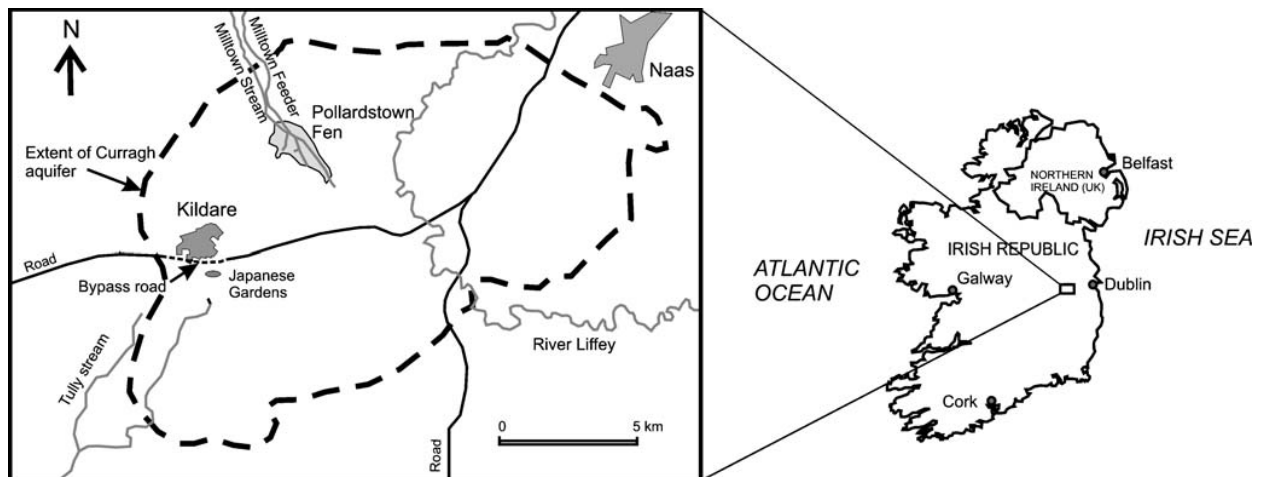 N
Milltown Stream
Milltown Feeder
Naas
Pollardstown
Fen
Extent of Curragh
aquifer
Kildare
Road
Bypass road
Japanese
Gardens
Tully stream
River Liffey
0
5 km
Road
Belfast
NORTHERN
IRELAND (UK)
IRISH REPUBLIC
IRISH SEA
ATLANTIC
OCEAN
Galway
Dublin
Cork